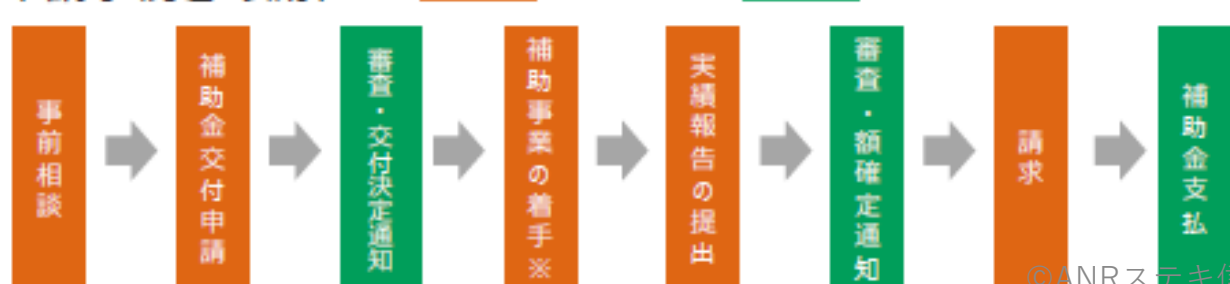 事前相談
補助金交付申請
審査・交付決定通知
補助事業の着手※
実績報告の提出
審査・額確定通知
請求
補助金支払
©ANRステキ